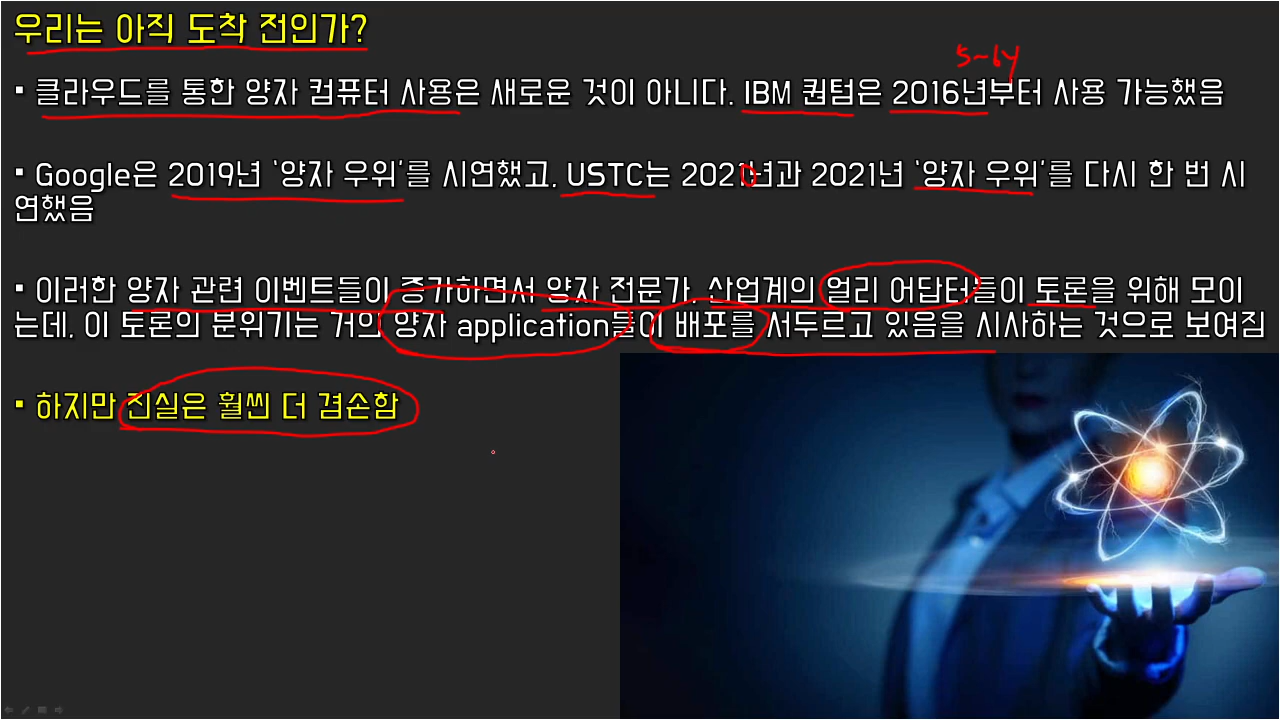 우리는 아직 도착 전인가?
5~6y
▪ 클라우드를 통한 양자 컴퓨터 사용은 새로운 것이 아니다. IBM 퀀텀은 2016년부터 사용 가능했음
▪ Google은 2019년 '양자 우위'를 시연했고, USTC는 2020년과 2021년 '양자 우위'를 다시 한 번 시
연했음
▪ 이러한 양자 관련 이벤트들이 증가하면서 양자 전문가, 산업계의 얼리 어답터들이 토론을 위해 모이
는데, 이 토론의 분위기는 거의 양자 application들이 배포를 서두르고 있음을 시사하는 것으로 보여짐
▪ 하지만 진실은 훨씬 더 겸손함